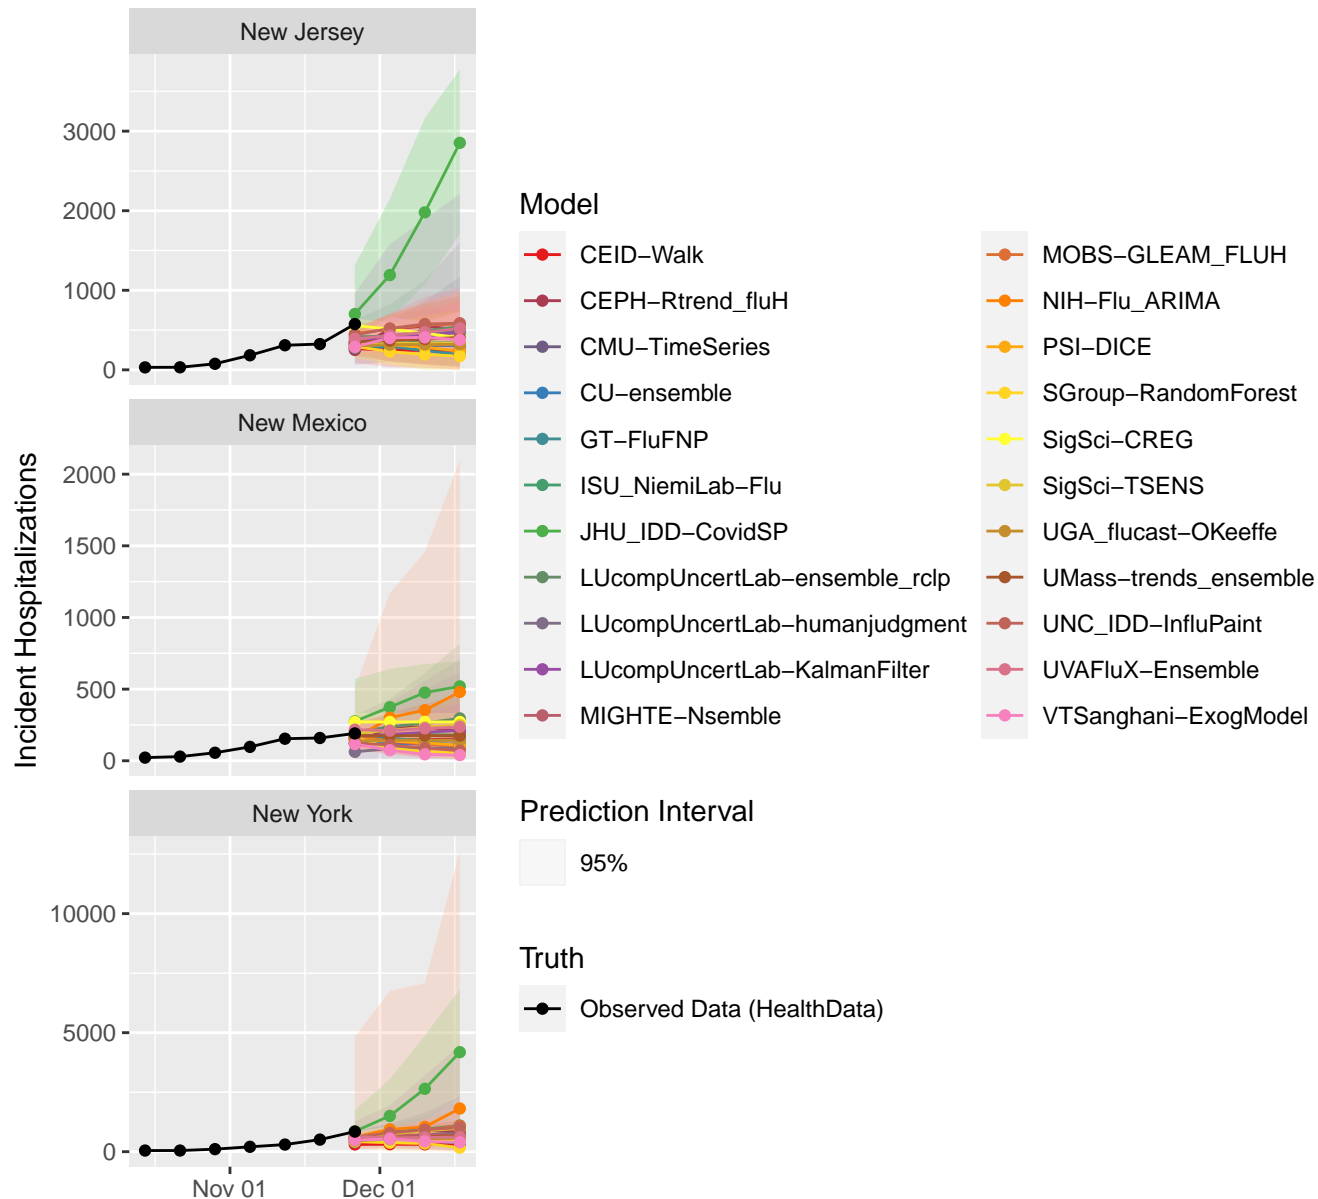 New Jersey
3000
2000
1000
0
New Mexico
2000
1500
1000
500
0
New York
10000
5000
0
Nov 01
Dec 01
Incident Hospitalizations
Model
CEID−Walk
CEPH−Rtrend_fluH
CMU−TimeSeries
CU−ensemble
GT−FluFNP
ISU_NiemiLab−Flu
JHU_IDD−CovidSP
LUcompUncertLab−ensemble_rclp
LUcompUncertLab−humanjudgment
LUcompUncertLab−KalmanFilter
MIGHTE−Nsemble
MOBS−GLEAM_FLUH
NIH−Flu_ARIMA
PSI−DICE
SGroup−RandomForest
SigSci−CREG
SigSci−TSENS
UGA_flucast−OKeeffe
UMass−trends_ensemble
UNC_IDD−InfluPaint
UVAFluX−Ensemble
VTSanghani−ExogModel
Prediction Interval
95%
Truth
Observed Data (HealthData)